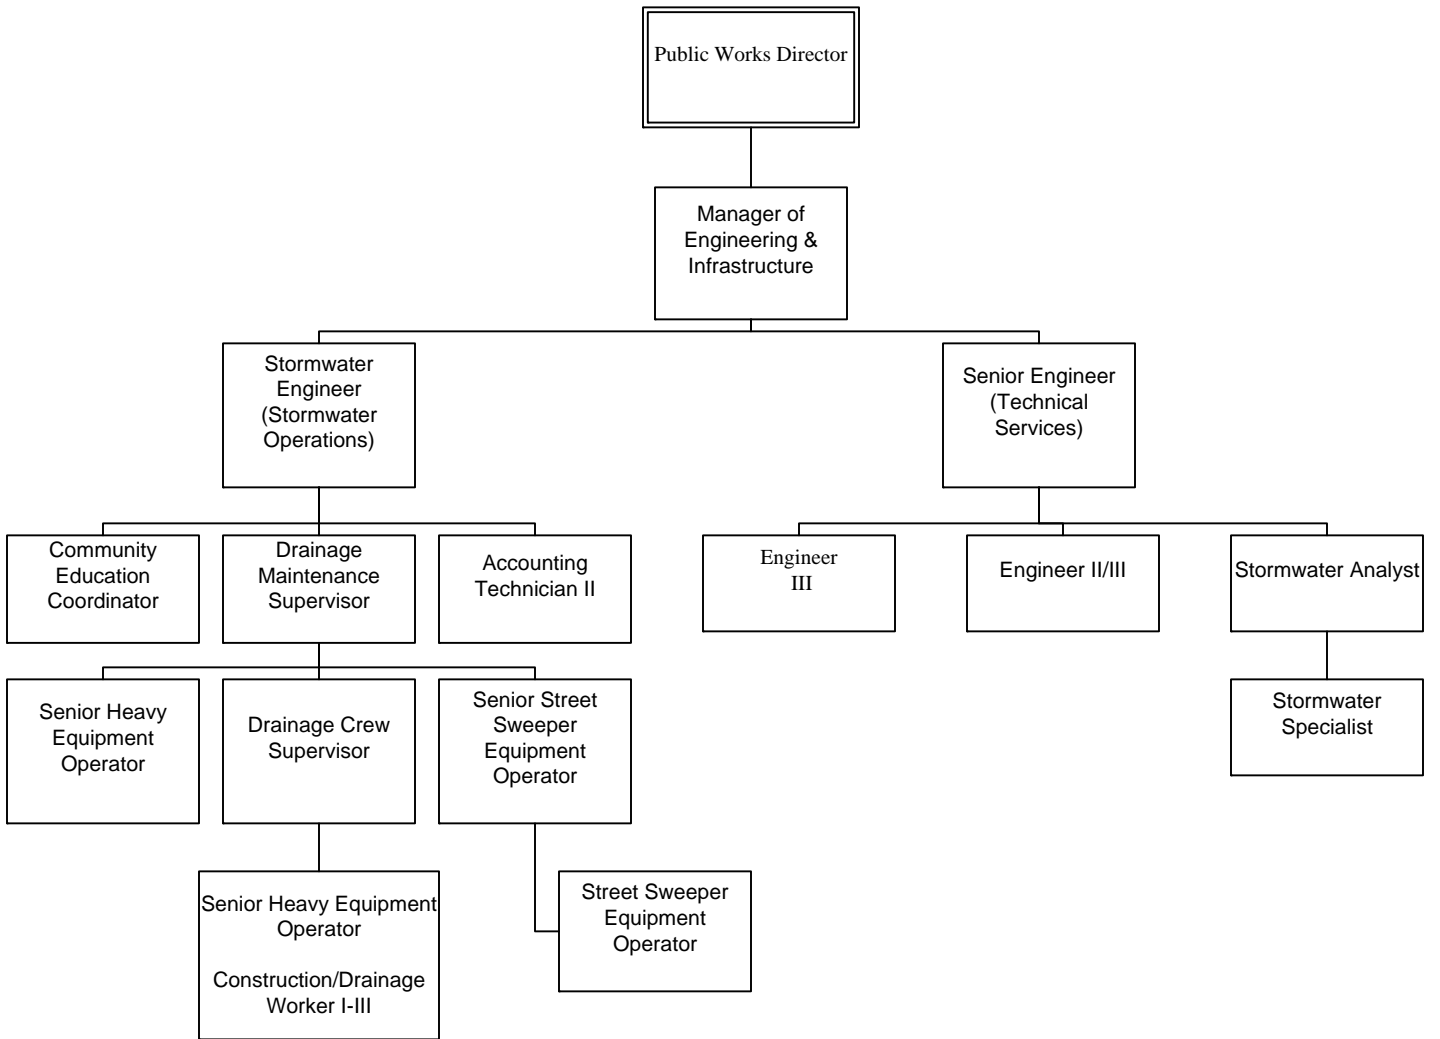 Public Works Director
Manager of
Engineering &
Infrastructure
Stormwater
Engineer
(Stormwater
Operations)
Senior Engineer
(Technical
Services)
Community
Education
Coordinator
Drainage
Maintenance
Supervisor
Accounting
Technician II
Engineer
III
Engineer II/III
Stormwater Analyst
Senior Heavy
Equipment
Operator
Drainage Crew
Supervisor
Senior Street
Sweeper
Equipment
Operator
Stormwater
Specialist
Senior Heavy Equipment
Operator
Construction/Drainage
Worker I-III
Street Sweeper
Equipment
Operator